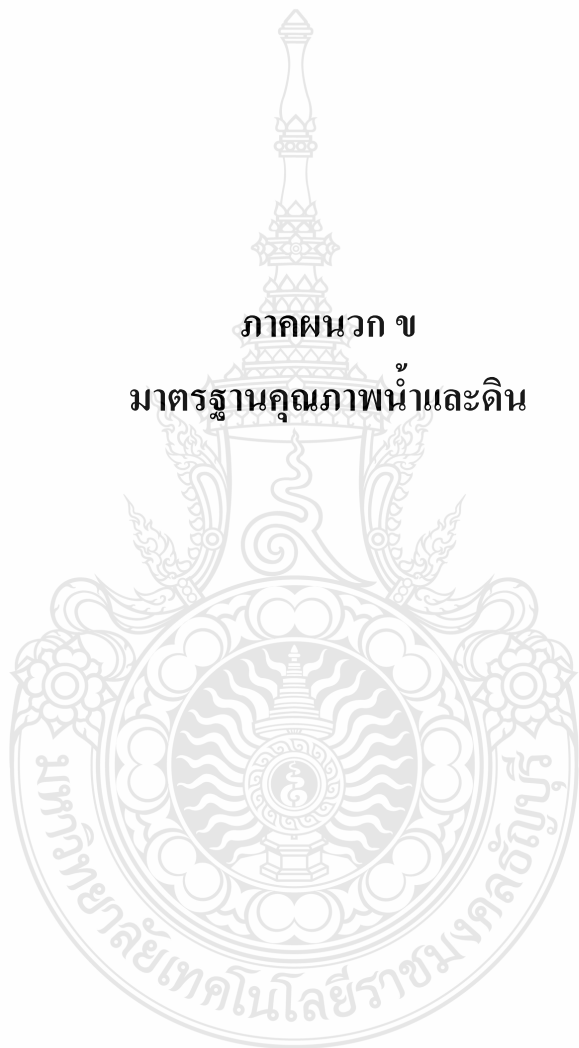 ภาคผนวก ข
มาตรฐานคุณภาพน้ำและดิน
มหาวิทยาลัยเทคโนโลยีราชมงคลธัญบุรี